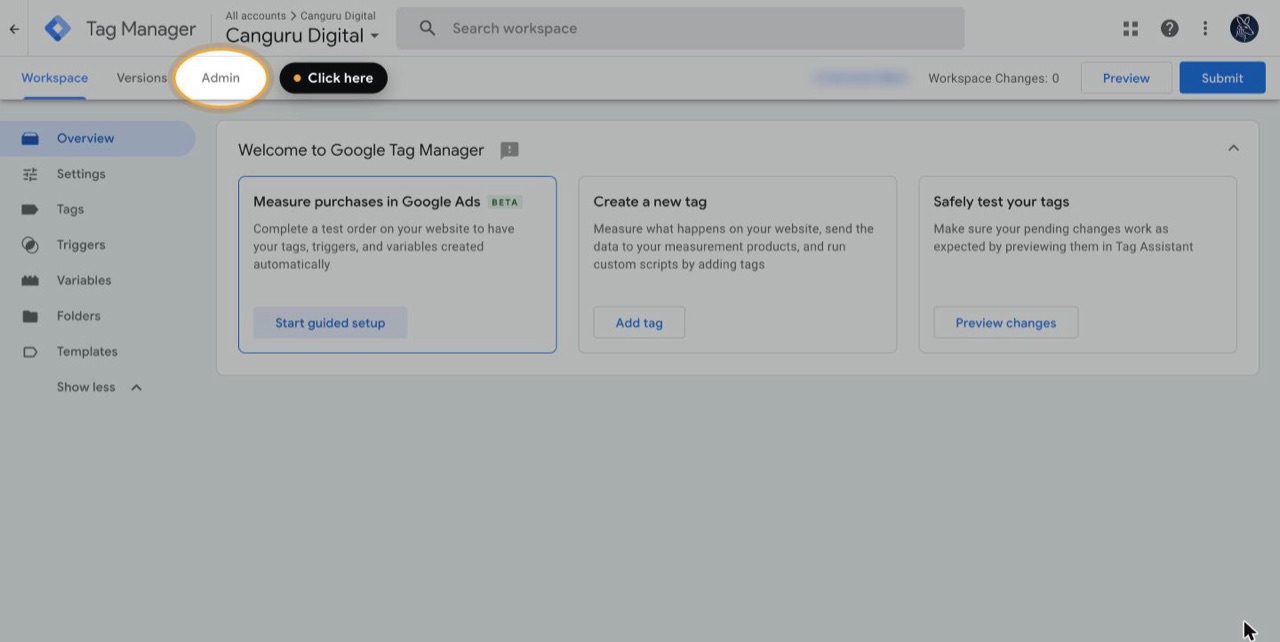 All accounts > Canguru Digital
Tag Manager
Canguru Digital
Search workspace
Workspace
Versions
Admin
Click here
Workspace Changes: 0
Preview
Submit
Overview
Settings
Tags
Triggers
Variables
Folders
Templates
Show less
Welcome to Google Tag Manager
Measure purchases in Google Ads BETA
Complete a test order on your website to have
your tags, triggers, and variables created
automatically
Start guided setup
Create a new tag
Measure what happens on your website, send the
data to your measurement products, and run
custom scripts by adding tags
Add tag
Safely test your tags
Make sure your pending changes work as
expected by previewing them in Tag Assistant
Preview changes